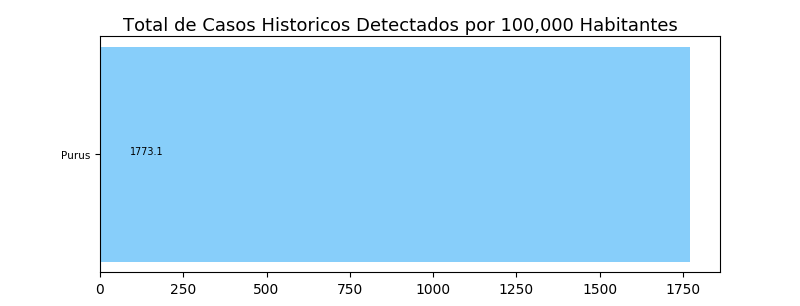 Total de Casos Historicos Detectados por 100,000 Habitantes
1773.1
Purus
0 250 500 750 1000 1250 1500 1750